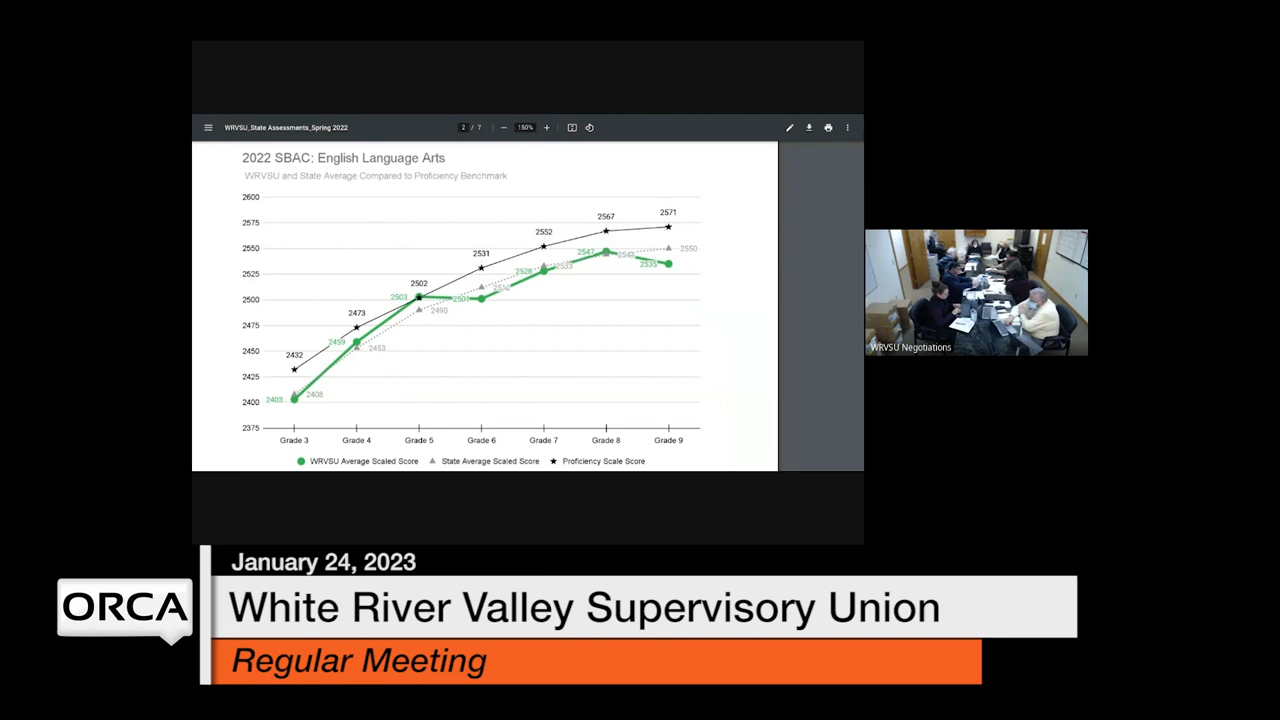 WRVSU_State Assessments_Spring 2022
2 / 7
150%
2022 SBAC: English Language Arts
WRVSU and State Average Compared to Proficiency Benchmark
2600
2575
2550
2525
2500
2475
2450
2425
2400
2375
2432
2473
2502
2531
2552
2567
2571
2403
2459
2503
2501
2528
2547
2535
2408
2453
2490
2533
2550
Grade 3
Grade 4
Grade 5
Grade 6
Grade 7
Grade 8
Grade 9
WRVSU Average Scaled Score
State Average Scaled Score
Proficiency Scale Score
WRVSU Negotiations
January 24, 2023
ORCA
White River Valley Supervisory Union
Regular Meeting